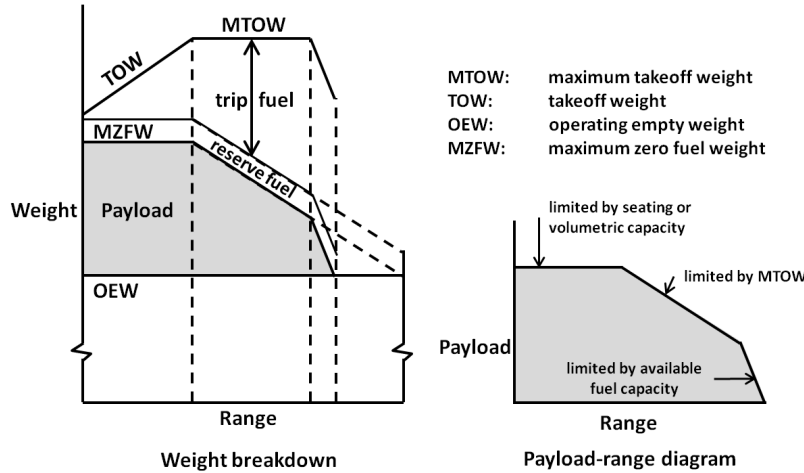 MTOW
TOW
trip fuel
MZFW
reserve fuel
Weight
Payload
OEW
Range
Weight breakdown
MTOW: maximum takeoff weight
TOW: takeoff weight
OEW: operating empty weight
MZFW: maximum zero fuel weight
limited by seating or
volumetric capacity
limited by MTOW
Payload
limited by available
fuel capacity
Range
Payload-range diagram